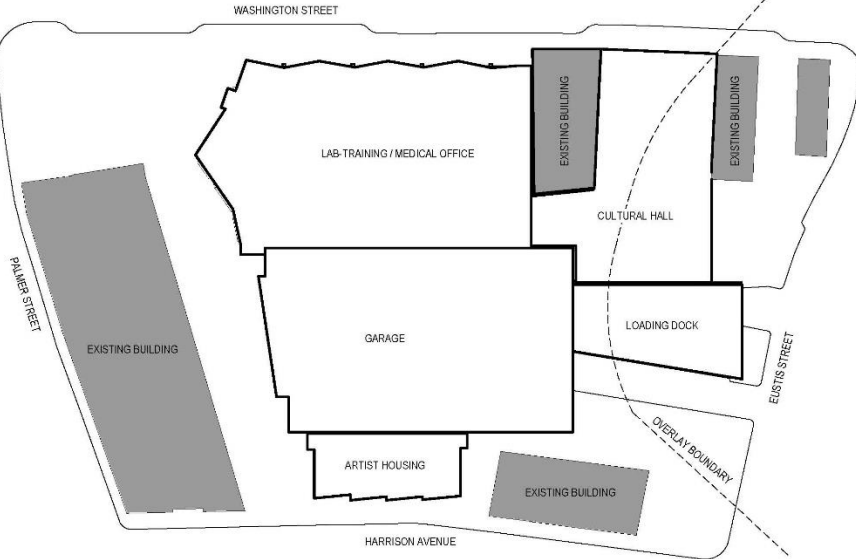 WASHINGTON STREET
EXISTING BUILDING
EXISTING BUILDING
LAB-TRAINING / MEDICAL OFFICE
CULTURAL HALL
PALMER STREET
EXISTING BUILDING
GARAGE
LOADING DOCK
EUSTIS STREET
OVERLAY BOUNDARY
ARTIST HOUSING
EXISTING BUILDING
HARRISON AVENUE